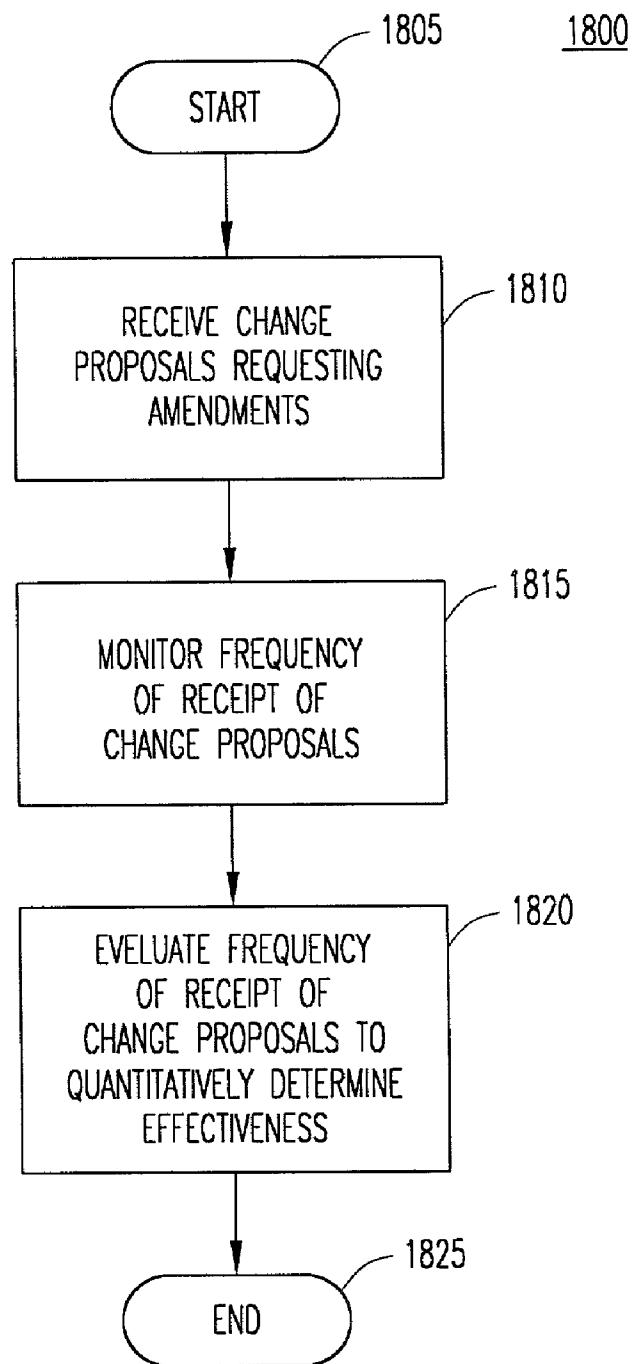 1805
1800
START
1810
RECEIVE CHANGE
PROPOSALS REQUESTING
AMENDMENTS
1815
MONITOR FREQUENCY
OF RECEIPT OF
CHANGE PROPOSALS
1820
EVELUATE FREQUENCY
OF RECEIPT OF
CHANGE PROPOSALS TO
QUANTITATIVELY DETERMINE
EFFECTIVENESS
1825
END